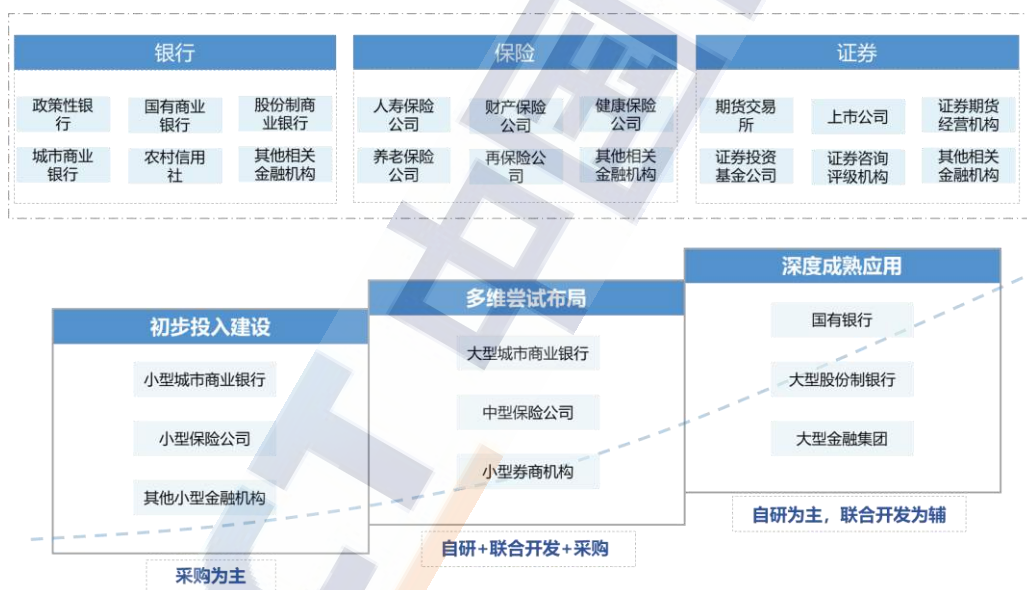 银行
保险
证券
政策性银
行
国有商业
银行
股份制商
业银行
人寿保险
公司
财产保险
公司
健康保险
公司
期货交易
所
上市公司
证券期货
经营机构
城市商业
银行
农村信用
社
其他相关
金融机构
养老保险
公司
再保险公
司
其他相关
金融机构
证券投资
基金公司
证券咨询
评级机构
其他相关
金融机构
初步投入建设
小型城市商业银行
小型保险公司
其他小型金融机构
采购为主
多维尝试布局
大型城市商业银行
中型保险公司
小型券商机构
自研+联合开发+采购
深度成熟应用
国有银行
大型股份制银行
大型金融集团
自研为主，联合开发为辅